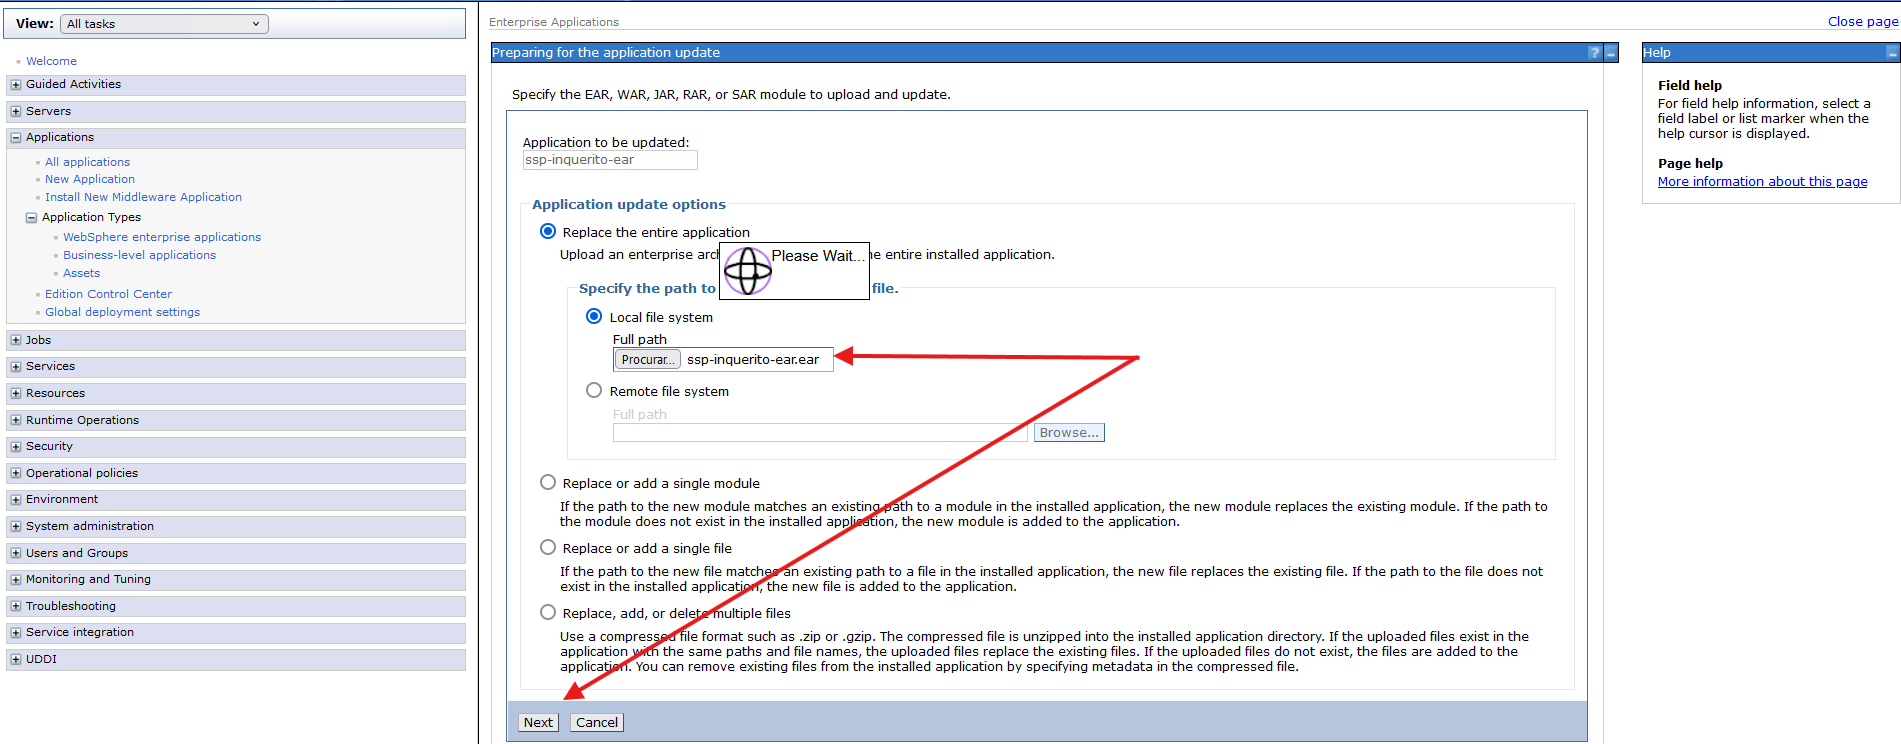 View: All tasks
Welcome
Guided Activities
Servers
Applications
All applications
New Application
Install New Middleware Application
Application Types
WebSphere enterprise applications
Business-level applications
Assets
Edition Control Center
Global deployment settings
Jobs
Services
Resources
Runtime Operations
Security
Operational policies
Environment
System administration
Users and Groups
Monitoring and Tuning
Troubleshooting
Service integration
UDDI
Enterprise Applications
Close page
Preparing for the application update
?
Specify the EAR, WAR, JAR, RAR, or SAR module to upload and update.
Application to be updated:
ssp-inquerito-ear
Application update options
Replace the entire application
Upload an enterprise arch
e entire installed application.
Please Wait...
Specify the path to
file.
Local file system
Full path
Procurar... ssp-inquerito-ear.ear
Remote file system
Full path
Browse...
Replace or add a single module
If the path to the new module matches an existing path to a module in the installed application, the new module replaces the existing module. If the path to
the module does not exist in the installed application, the new module is added to the application.
Replace or add a single file
If the path to the new file matches an existing path to a file in the installed application, the new file replaces the existing file. If the path to the file does not
exist in the installed application, the new file is added to the application.
Replace, add, or delete multiple files
Use a compressed file format such as .zip or .gzip. The compressed file is unzipped into the installed application directory. If the uploaded files exist in the
application with the same paths and file names, the uploaded files replace the existing files. If the uploaded files do not exist, the files are added to the
application. You can remove existing files from the installed application by specifying metadata in the compressed file.
Next Cancel
Help
Field help
For field help information, select a
field label or list marker when the
help cursor is displayed.
Page help
More information about this page